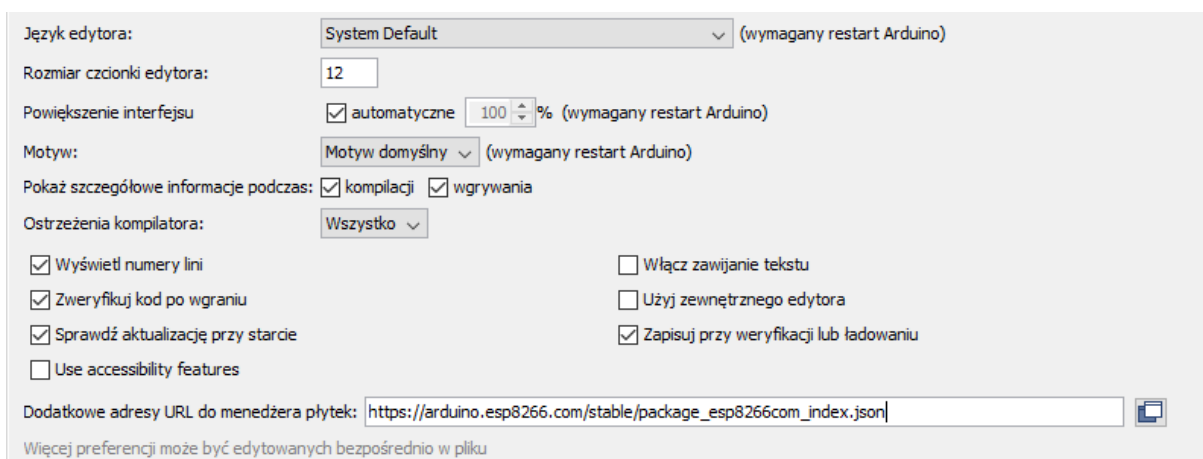 Język edytora: System Default (wymagany restart Arduino)
Rozmiar czcionki edytora: 12
Powiększenie interfejsu automatyczne 100 % (wymagany restart Arduino)
Motyw: Motyw domyślny (wymagany restart Arduino)
Pokaż szczegółowe informacje podczas: kompilacji wgrywania
Ostrzeżenia kompilatora: Wszystko
Wyświetl numery lini Włącz zawijanie tekstu
Zweryfikuj kod po wgraniu Użyj zewnętrznego edytora
Sprawdź aktualizację przy starcie Zapisuj przy weryfikacji lub ładowaniu
Use accessibility features
Dodatkowe adresy URL do menedżera płytek: https://arduino.esp8266.com/stable/package_esp8266com_index.json
Więcej preferencji może być edytowanych bezpośrednio w pliku